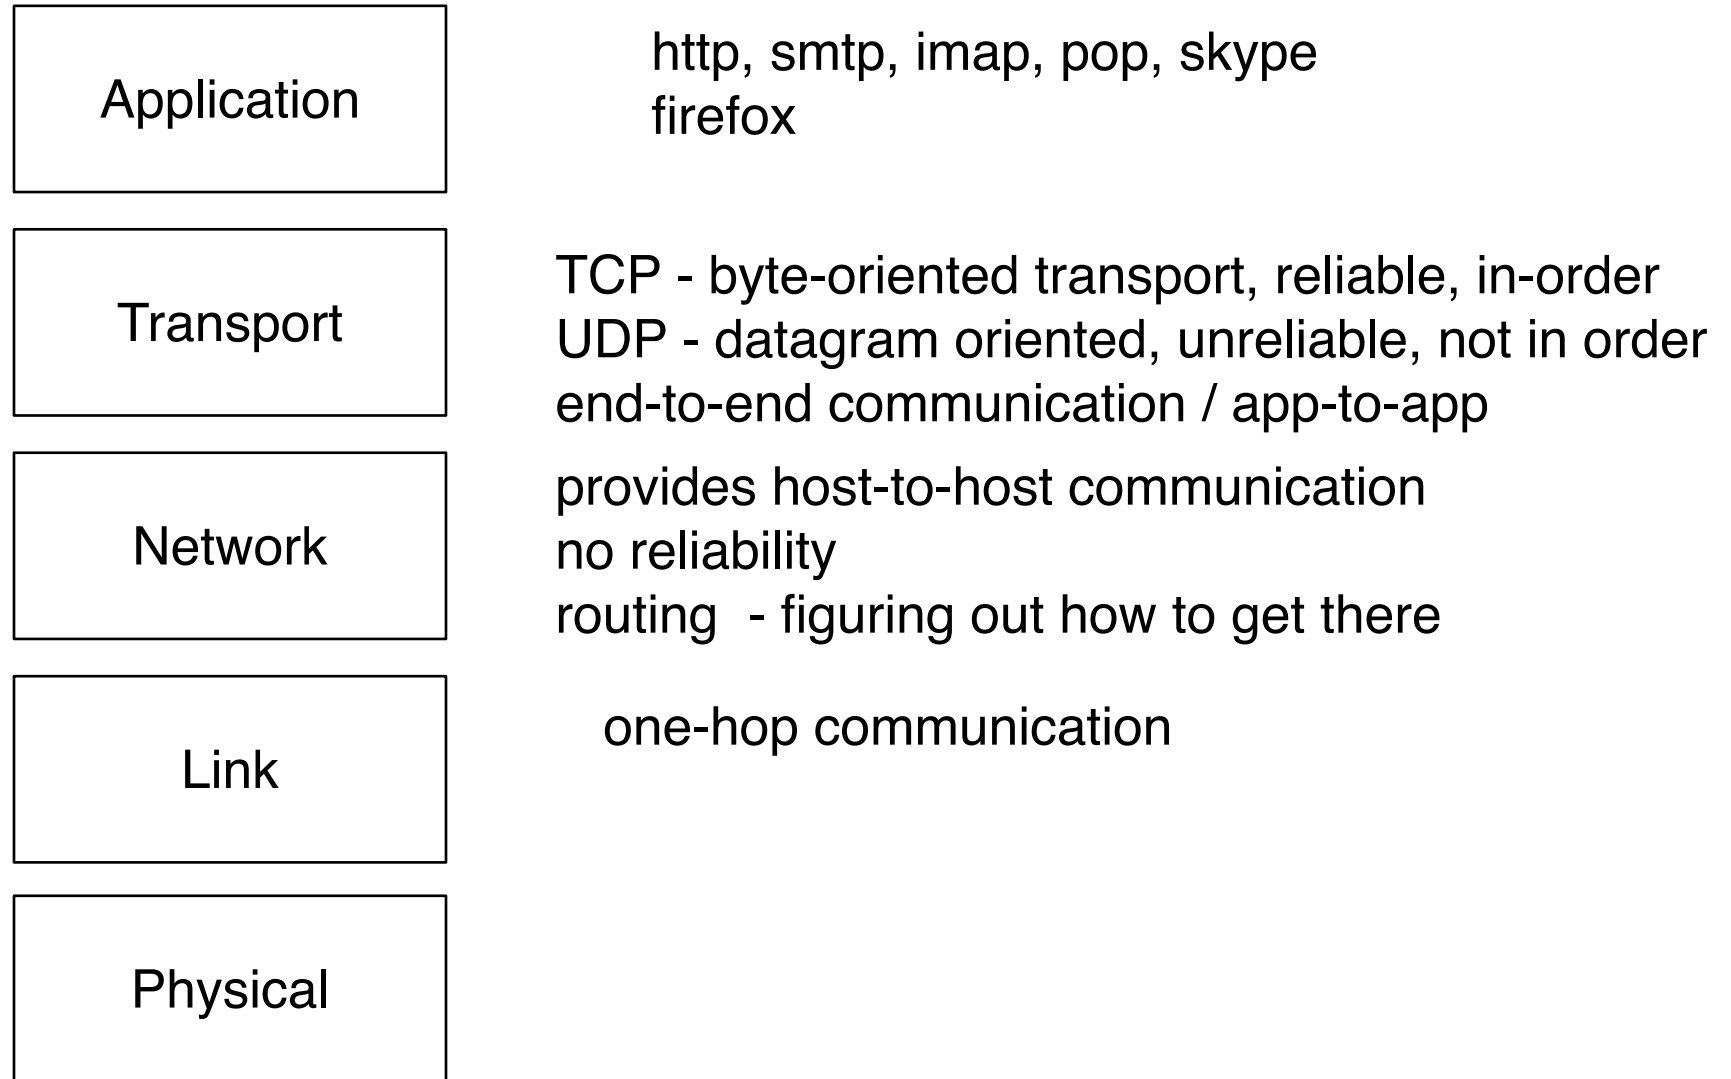 Application
http, smtp, imap, pop, skype
firefox
Transport
TCP - byte-oriented transport, reliable, in-order
UDP - datagram oriented, unreliable, not in order
end-to-end communication / app-to-app
Network
provides host-to-host communication
no reliability
routing  - figuring out how to get there
Link
one-hop communication
Physical